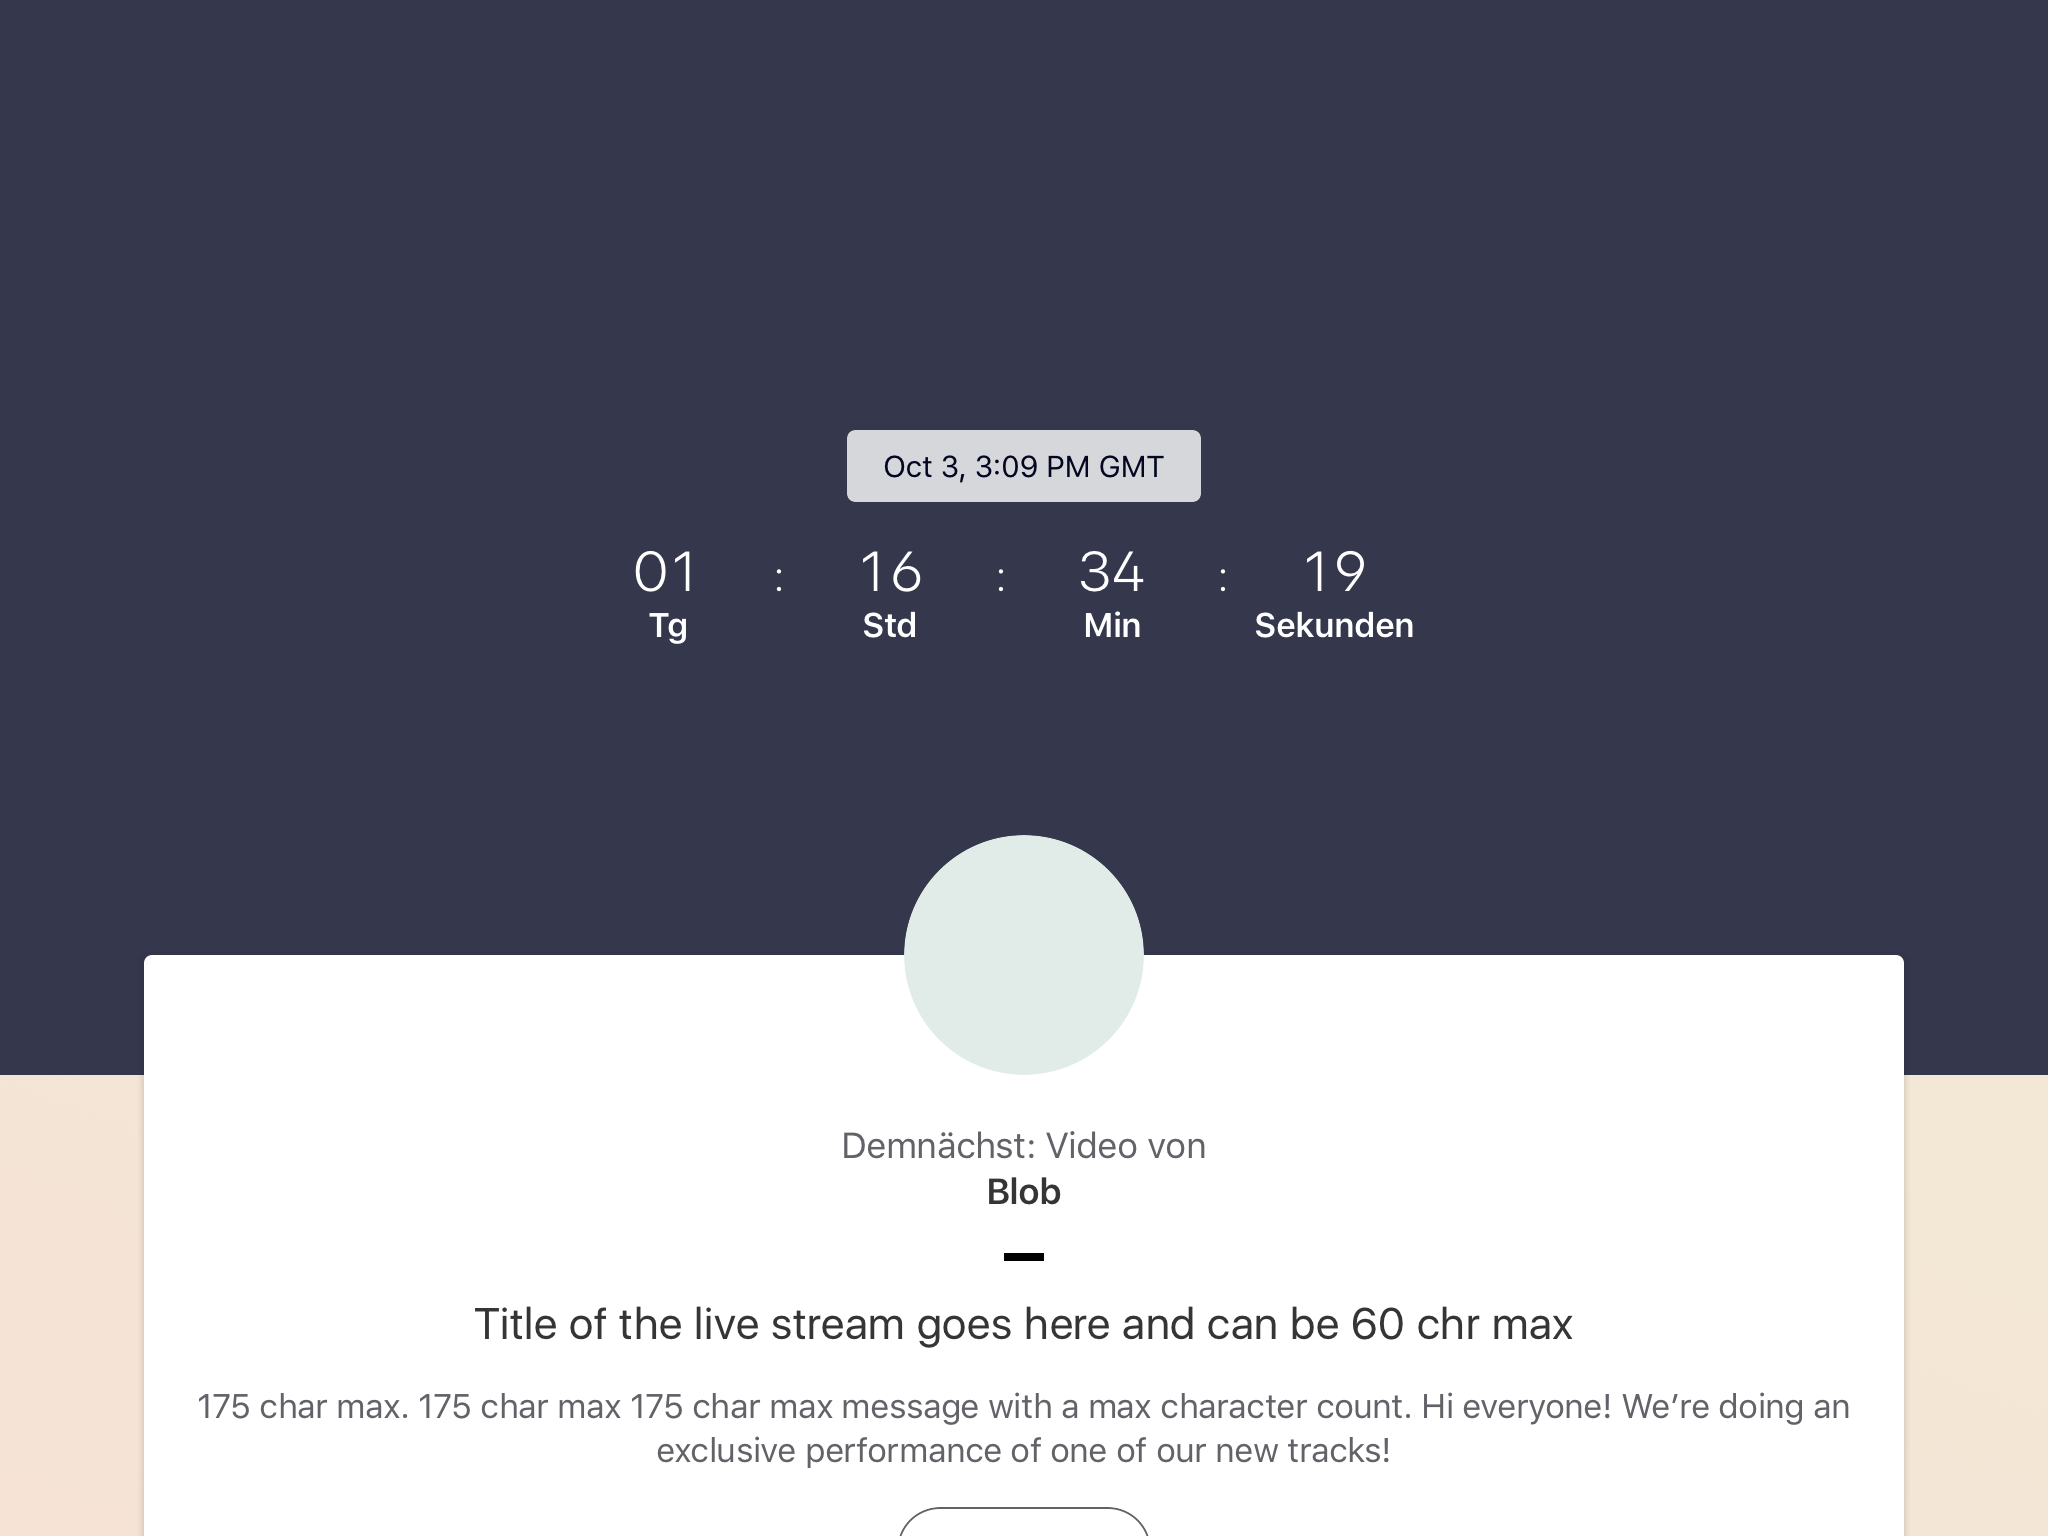 Oct 3, 3:09 PM GMT
01 : 16 : 34 : 19
Tg Std Min Sekunden
Demnächst: Video von
Blob
Title of the live stream goes here and can be 60 chr max
175 char max. 175 char max 175 char max message with a max character count. Hi everyone! We’re doing an
exclusive performance of one of our new tracks!